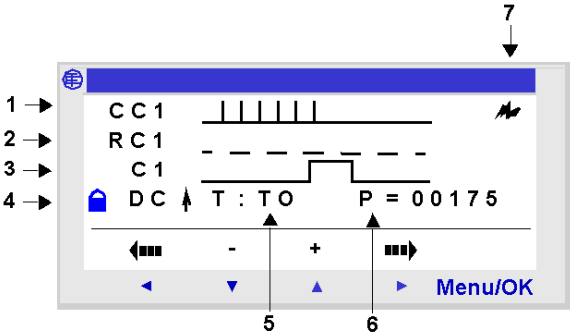 7
1 CC1
2 RC1
3 C1
4 DC T : TO P = 00175
- +
Menu/OK
5 6